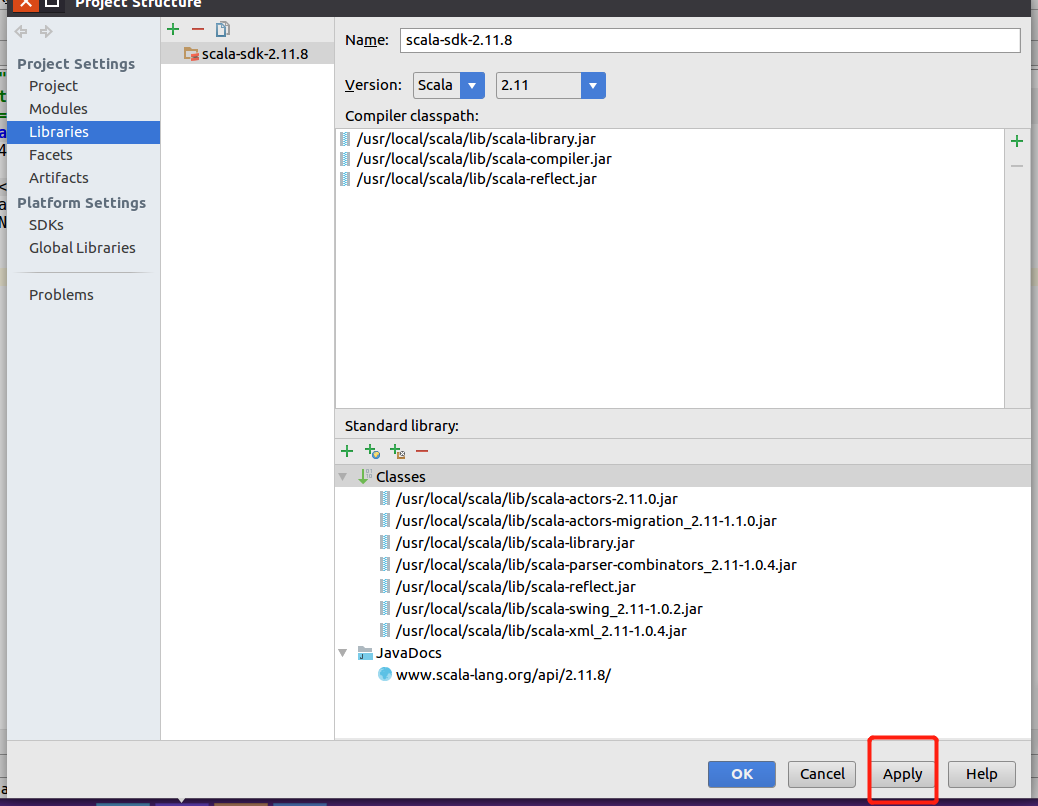 Project Structure
Project Settings
Project
Modules
Libraries
Facets
Artifacts
Platform Settings
SDKs
Global Libraries
Problems
scala-sdk-2.11.8
Name: scala-sdk-2.11.8
Version: Scala 2.11
Compiler classpath:
/usr/local/scala/lib/scala-library.jar
/usr/local/scala/lib/scala-compiler.jar
/usr/local/scala/lib/scala-reflect.jar
Standard library:
Classes
/usr/local/scala/lib/scala-actors-2.11.0.jar
/usr/local/scala/lib/scala-actors-migration_2.11-1.1.0.jar
/usr/local/scala/lib/scala-library.jar
/usr/local/scala/lib/scala-parser-combinators_2.11-1.0.4.jar
/usr/local/scala/lib/scala-reflect.jar
/usr/local/scala/lib/scala-swing_2.11-1.0.2.jar
/usr/local/scala/lib/scala-xml_2.11-1.0.4.jar
JavaDocs
www.scala-lang.org/api/2.11.8/
OK Cancel Apply Help